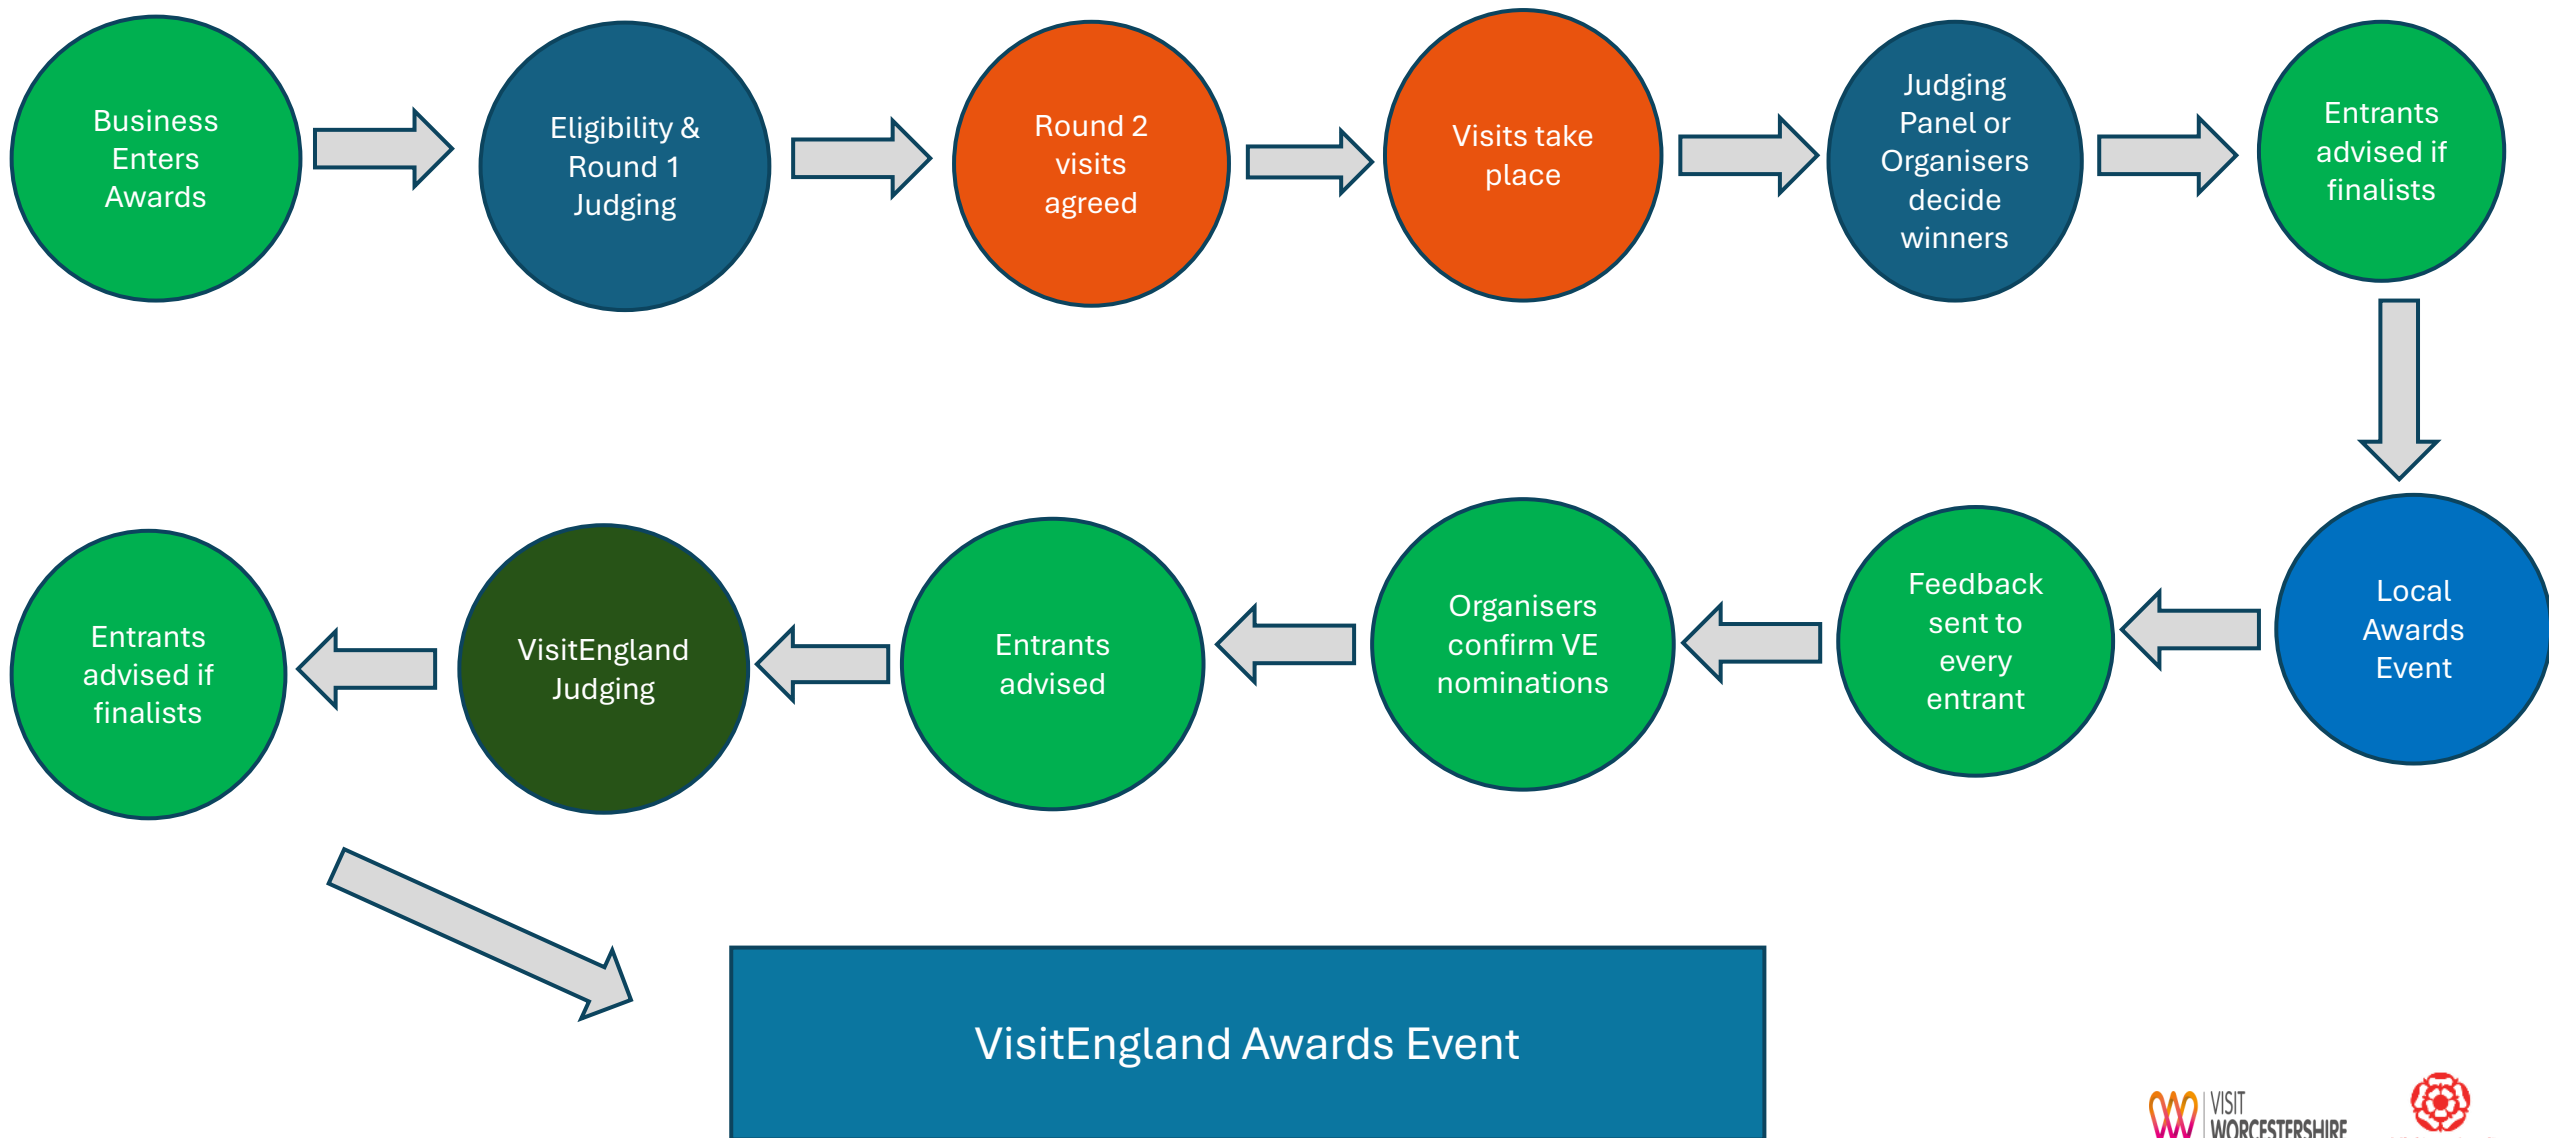 Business
Enters
Awards
Eligibility &
Round 1
Judging
Round 2
visits
agreed
Visits take
place
Judging
Panel or
Organisers
decide
winners
Entrants
advised if
finalists
Local
Awards
Event
Feedback
sent to
every
entrant
Organisers
confirm VE
nominations
Entrants
advised
VisitEngland
Judging
Entrants
advised if
finalists
VisitEngland Awards Event
VISIT
WORCESTERSHIRE